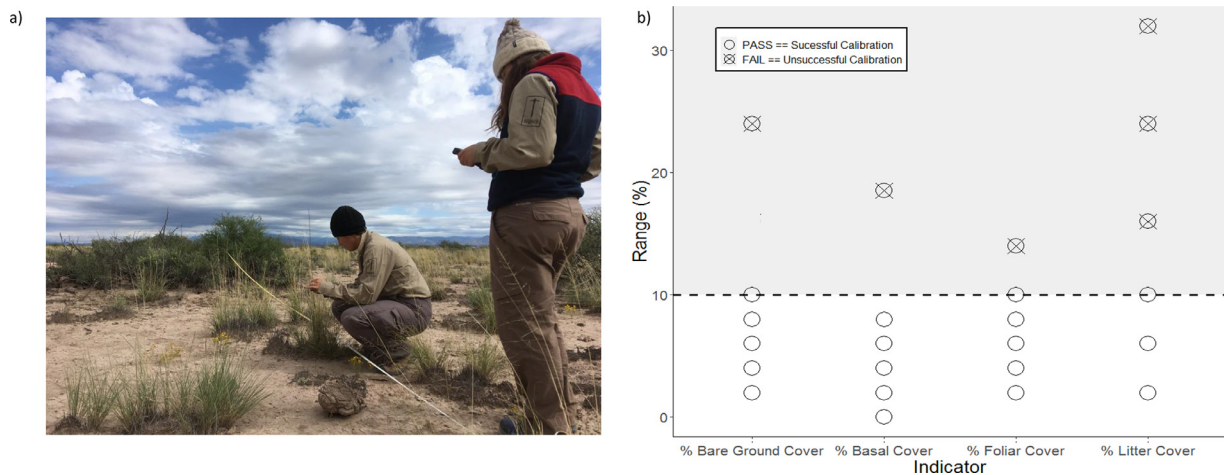 a)
b)
PASS == Sucessful Calibration
FAIL == Unsuccessful Calibration
30
20
10
0
Range (%)
% Bare Ground Cover
% Basal Cover
% Foliar Cover
% Litter Cover
Indicator